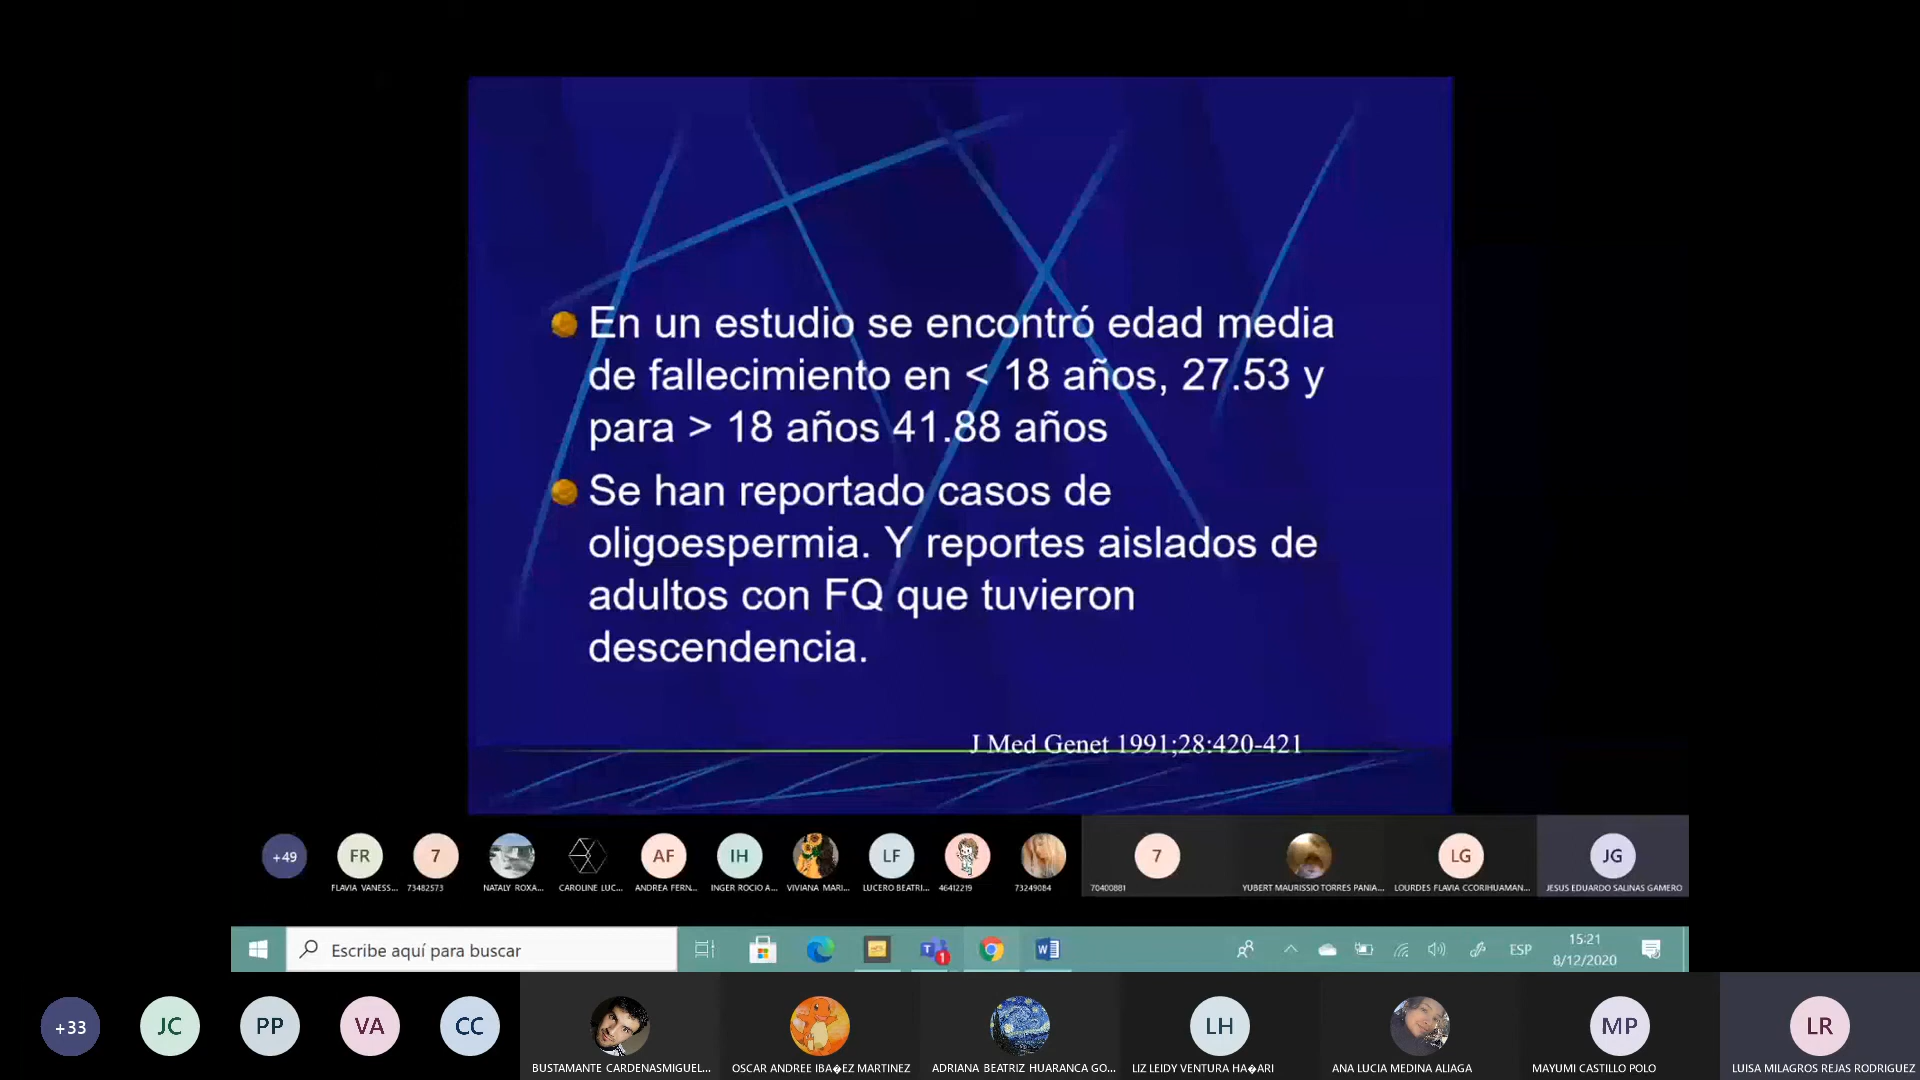 En un estudio se encontró edad media
de fallecimiento en < 18 años, 27.53 y
para > 18 años 41.88 años
Se han reportado casos de
oligoespermia. Y reportes aislados de
adultos con FQ que tuvieron
descendencia.
J Med Genet 1991;28:420-421
+49
FR
7
AF
IH
LF
7
LG
JG
FLAVIA VANESS...
73482573
NATALY ROXA...
CAROLINE LUC...
ANDREA FERN...
INGER ROCIO A...
VIVIANA MARI...
LUCERO BEATRI...
46412219
73249084
70400881
YUBERT MAURISSIO TORRES PANIA...
LOURDES FLAVIA CCORIHUAMAN...
JESUS EDUARDO SALINAS GAMERO
Escribe aquí para buscar
1
ESP
15:21
8/12/2020
+33
JC
PP
VA
CC
LH
MP
LR
BUSTAMANTE CARDENASMIGUEL...
OSCAR ANDREE IBA�EZ MARTINEZ
ADRIANA BEATRIZ HUARANCA GO...
LIZ LEIDY VENTURA HA�ARI
ANA LUCIA MEDINA ALIAGA
MAYUMI CASTILLO POLO
LUISA MILAGROS REJAS RODRIGUEZ